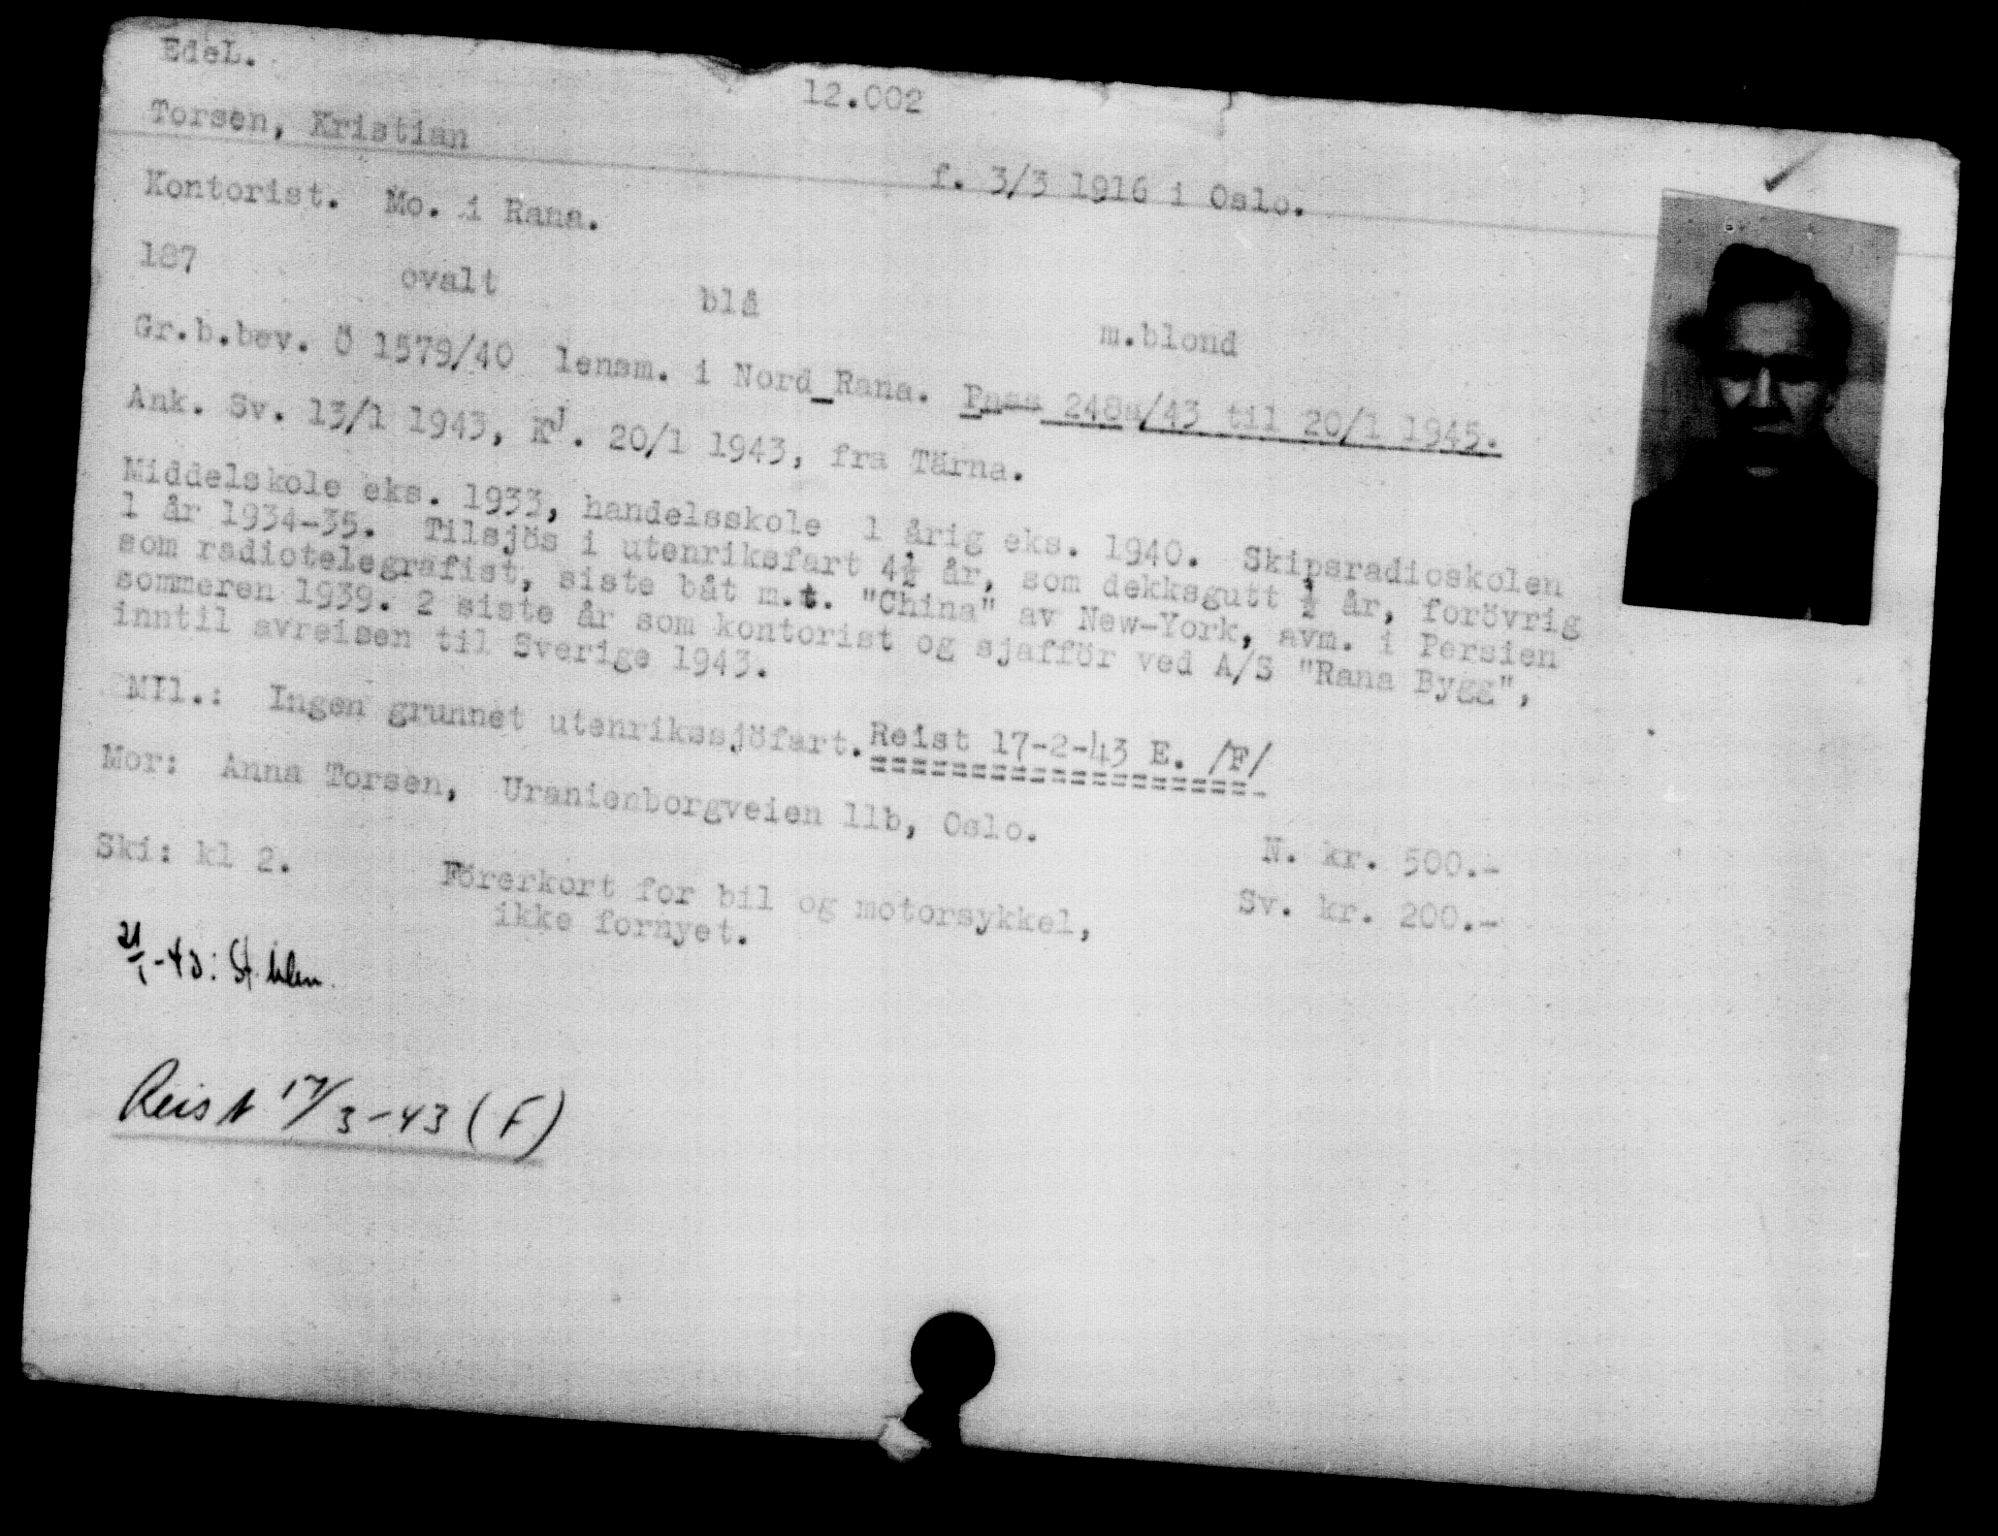 EdeL.
12.002
Torsen, Kristian f. 3/3 1916 i Oslo.
Kontorist. Mo. i Rana.
187 ovalt blå m.blond
Gr.b.bev. Ö 1579/40 lensm. i Nord_Rana. Pass 248a/43 til 20/1 1945.
Ank. Sv. 13/1 1943, KJ. 20/1 1943, fra Tärna.
Middelskole eks. 1933, handelsskole 1 årig eks. 1940. Skipsradioskolen
1 år 1934-35. Tilsjös i utenriksfart 4½ år, som dekksgutt ½ år, forövrig
som radiotelegrafist, siste båt m.t. "China" av New-York, avm. i Persien
sommeren 1939. 2 siste år som kontorist og sjafför ved A/S "Rana Bygg",
inntil avreisen til Sverige 1943.
MIl.: Ingen grunnet utenrikssjöfart. Reist 17-2-43 E. /F/
Mor: Anna Torsen, Uranienborgveien 11b, Oslo.
N. kr. 500.-
Ski: kl 2. Förerkort for bil og motorsykkel, Sv. kr. 200.-
ikke fornyet.
21/1-43:
Reist 17/3-43 (F)